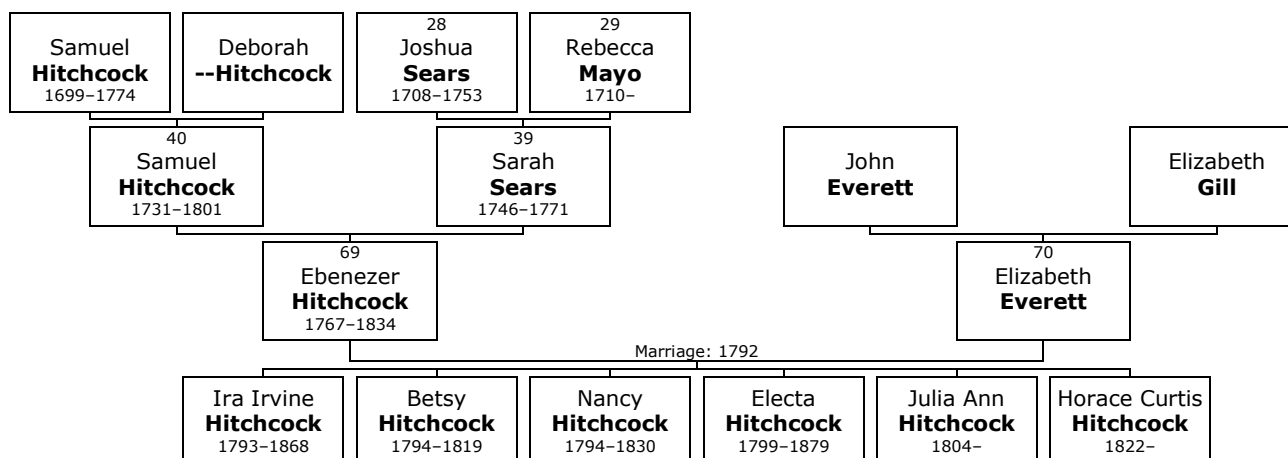 Samuel
Hitchcock
1699–1774
Deborah
--Hitchcock
28
Joshua
Sears
1708–1753
29
Rebecca
Mayo
1710–
40
Samuel
Hitchcock
1731–1801
39
Sarah
Sears
1746–1771
John
Everett
Elizabeth
Gill
69
Ebenezer
Hitchcock
1767–1834
70
Elizabeth
Everett
Marriage: 1792
Ira Irvine
Hitchcock
1793–1868
Betsy
Hitchcock
1794–1819
Nancy
Hitchcock
1794–1830
Electa
Hitchcock
1799–1879
Julia Ann
Hitchcock
1804–
Horace Curtis
Hitchcock
1822–